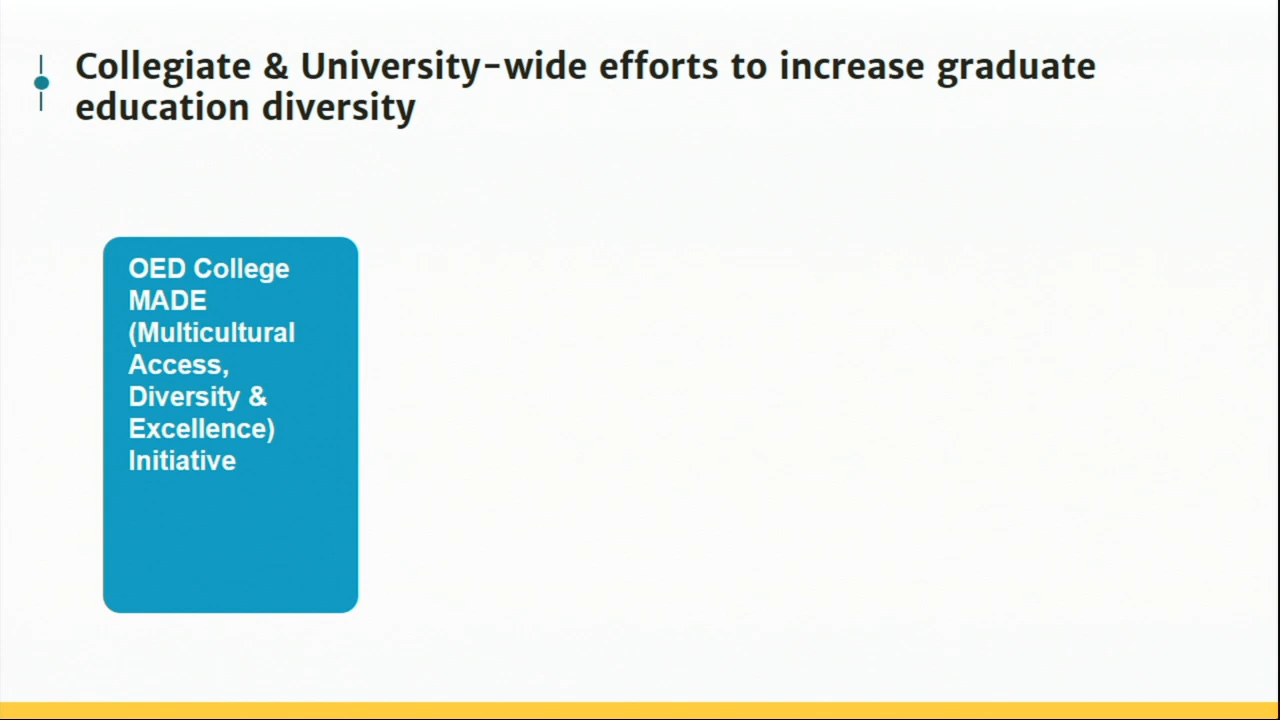 Collegiate & University-wide efforts to increase graduate
education diversity
OED College
MADE
(Multicultural
Access,
Diversity &
Excellence)
Initiative